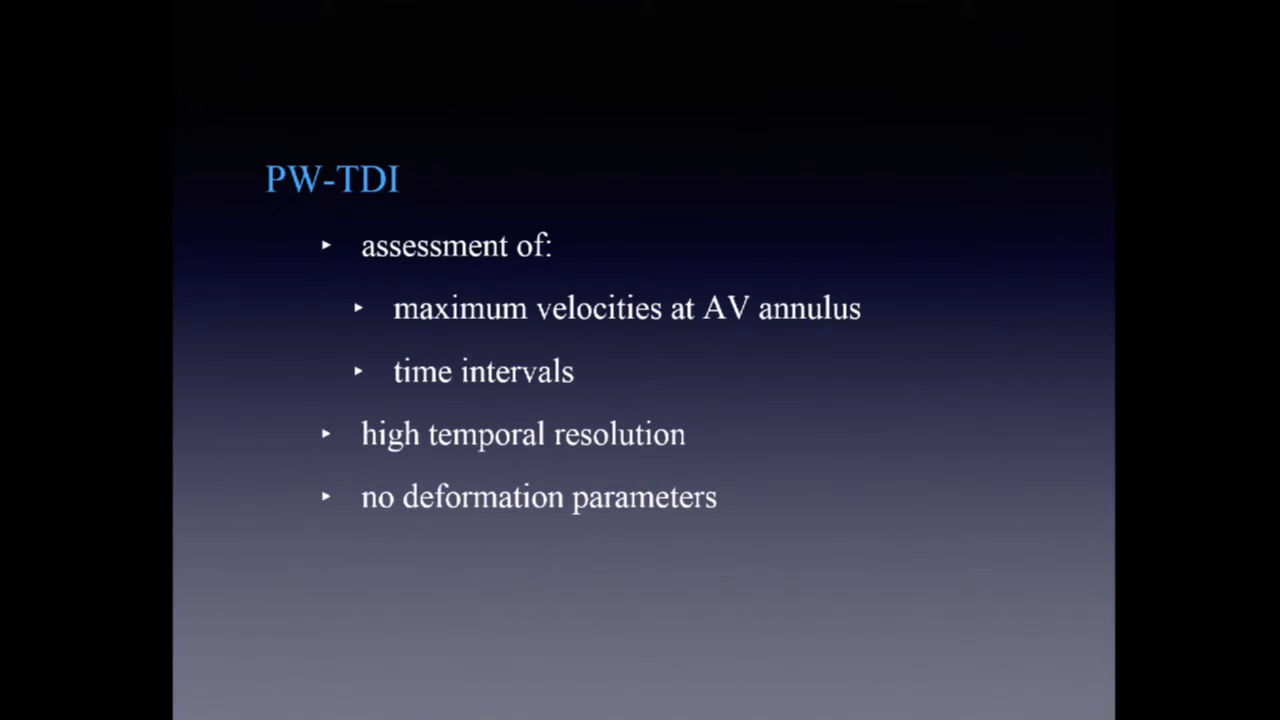 PW-TDI
‣ assessment of:
‣ maximum velocities at AV annulus
‣ time intervals
‣ high temporal resolution
‣ no deformation parameters